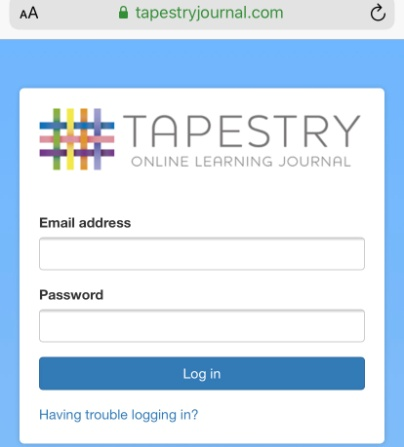 AA tapestryjournal.com
TAPESTRY
ONLINE LEARNING JOURNAL
Email address
Password
Log in
Having trouble logging in?